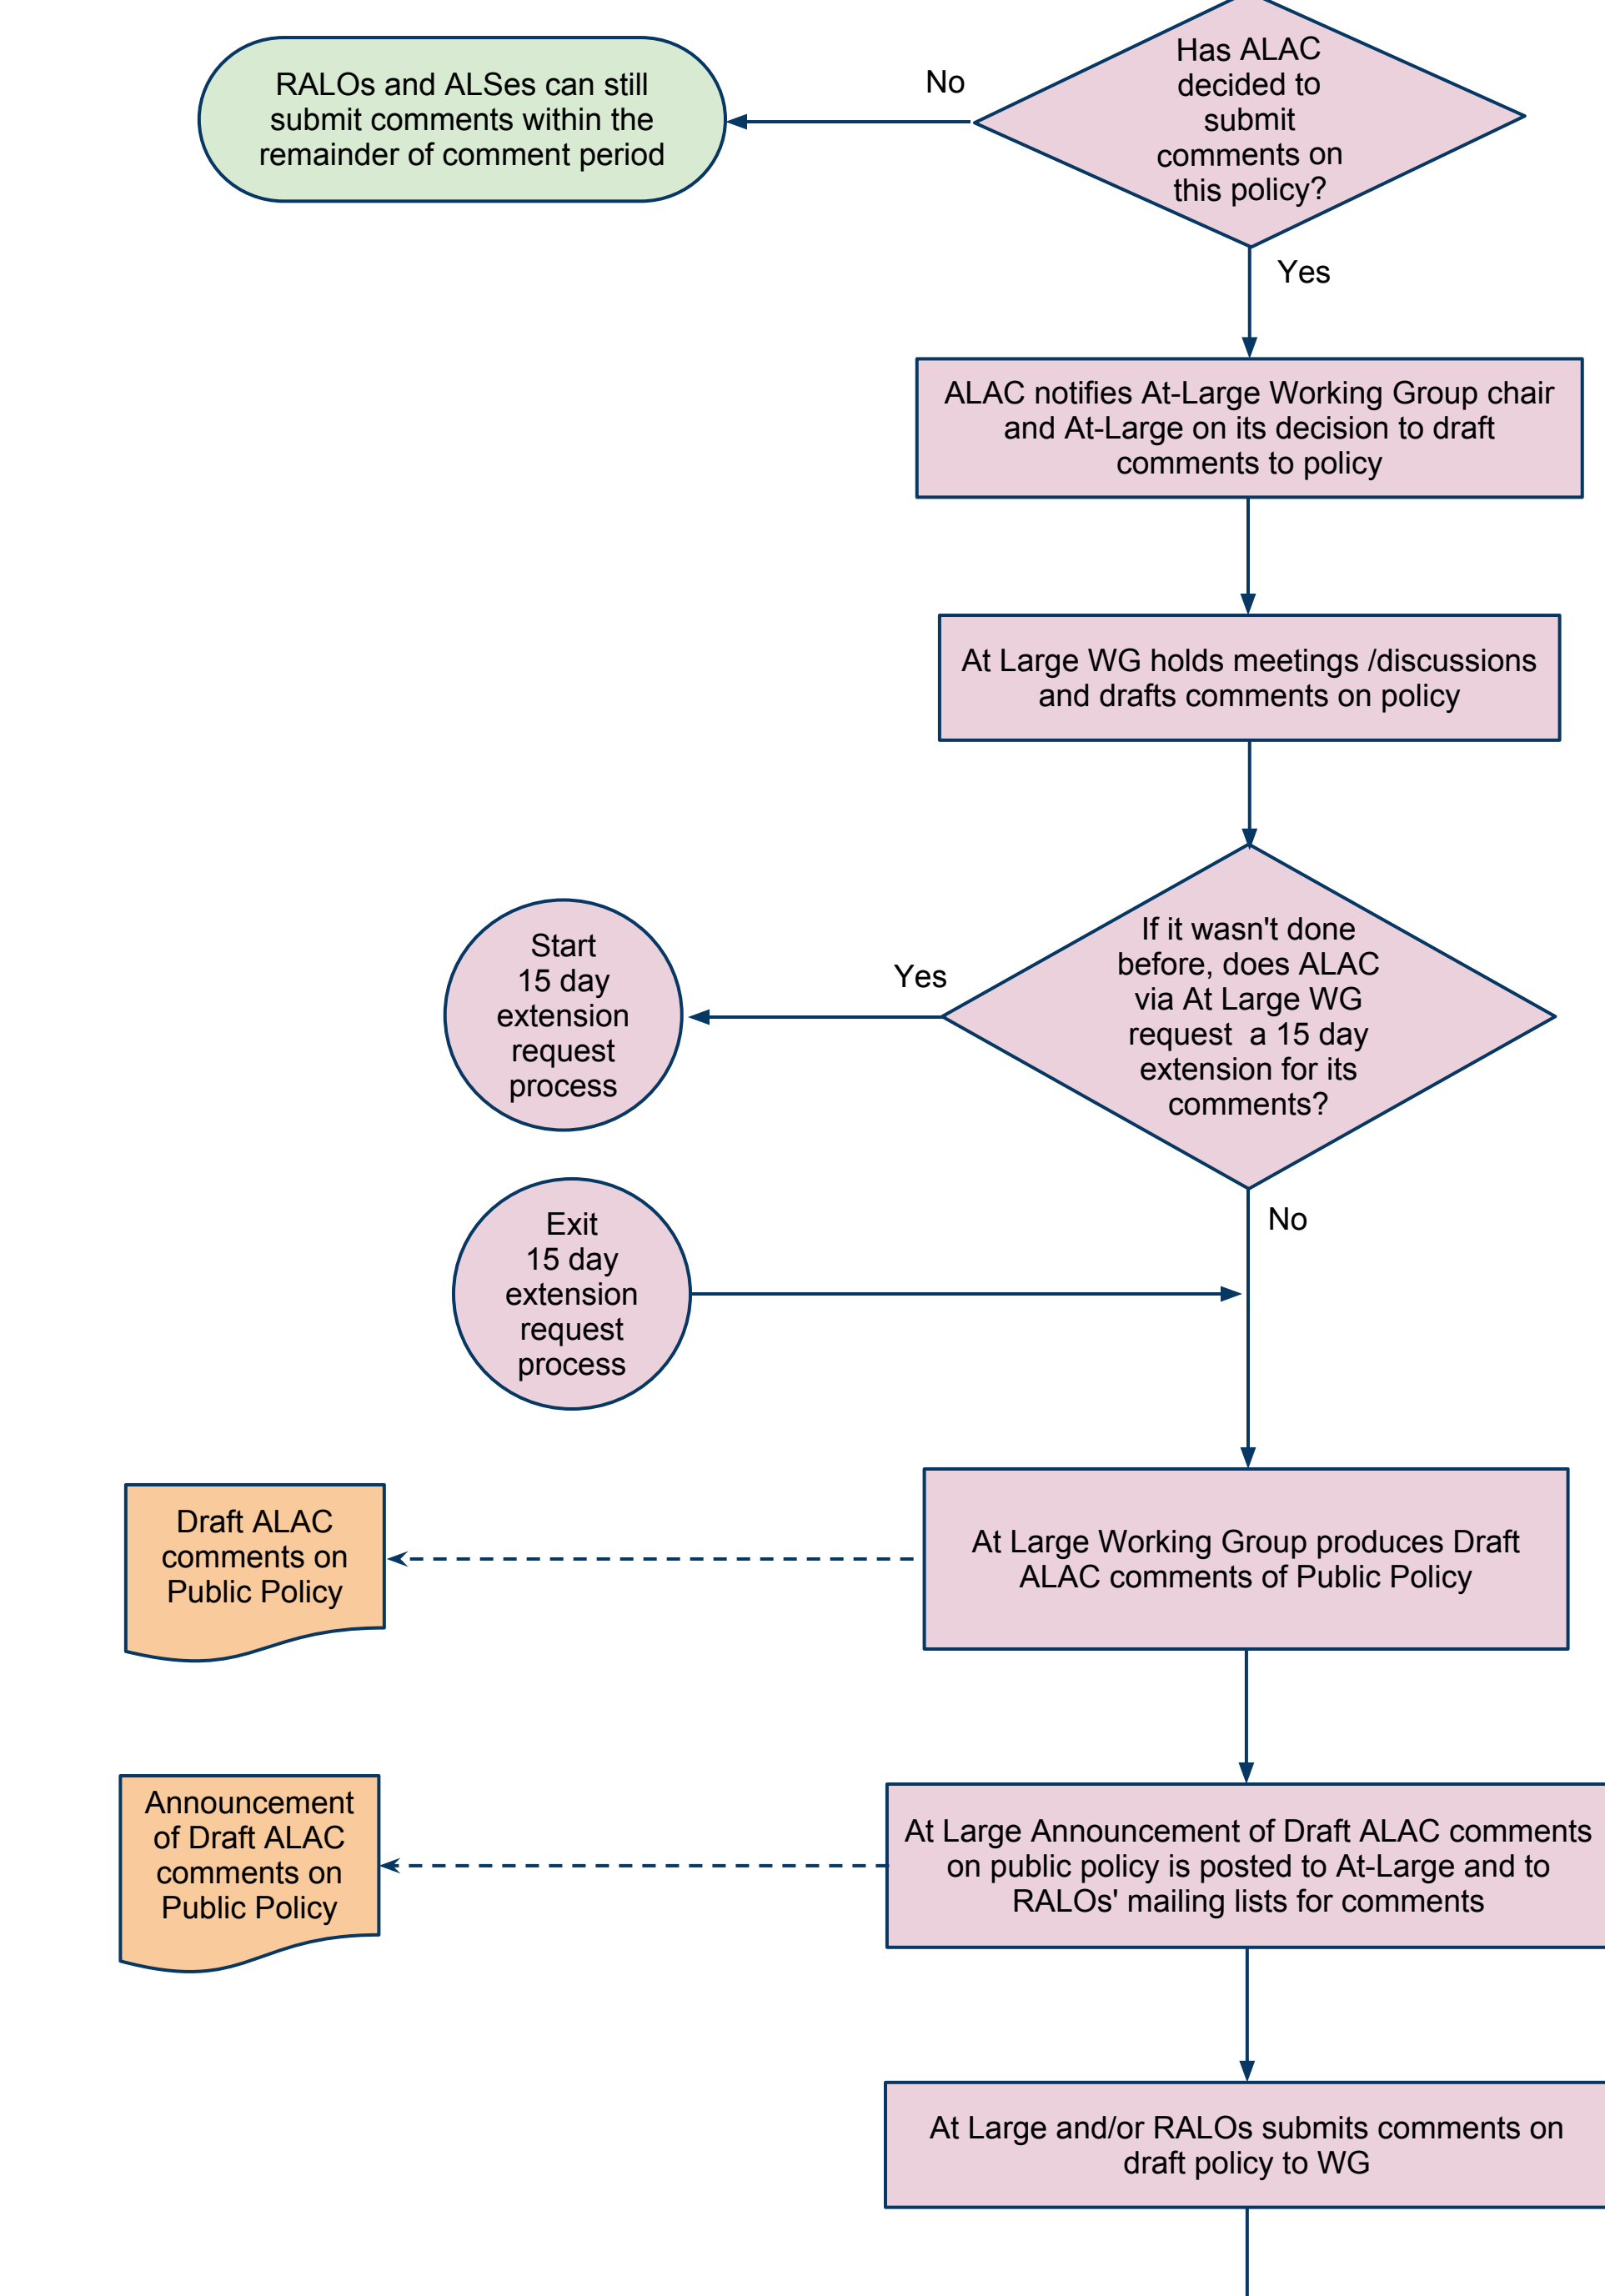 Has ALAC
decided to
submit
comments on
this policy?
No
RALOs and ALSes can still
submit comments within the
remainder of comment period
Yes
ALAC notifies At-Large Working Group chair
and At-Large on its decision to draft
comments to policy
At Large WG holds meetings /discussions
and drafts comments on policy
If it wasn't done
before, does ALAC
via At Large WG
request  a 15 day
extension for its
comments?
Yes
Start
15 day
extension
request
process
No
Exit
15 day
extension
request
process
At Large Working Group produces Draft
ALAC comments of Public Policy
Draft ALAC
comments on
Public Policy
At Large Announcement of Draft ALAC comments
on public policy is posted to At-Large and to
RALOs' mailing lists for comments
Announcement
of Draft ALAC
comments on
Public Policy
At Large and/or RALOs submits comments on
draft policy to WG